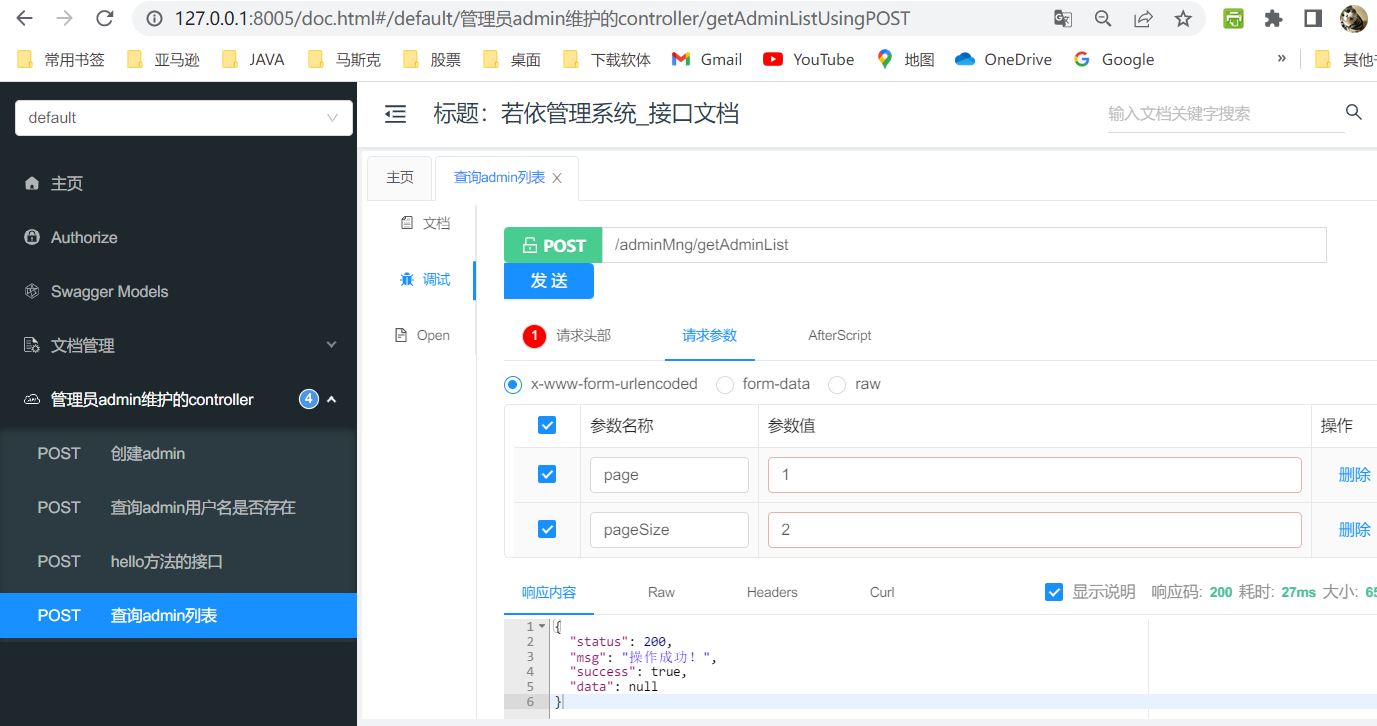 127.0.0.1:8005/doc.html#/default/管理员admin维护的controller/getAdminListUsingPOST
常用书签 亚马逊 JAVA 马斯克 股票 桌面 下载软体 Gmail YouTube 地图 OneDrive Google » 其他
default
标题：若依管理系统_接口文档
输入文档关键字搜索
主页
Authorize
Swagger Models
文档管理
管理员admin维护的controller 4
POST 创建admin
POST 查询admin用户名是否存在
POST hello方法的接口
POST 查询admin列表
主页 查询admin列表
文档
调试
Open
POST /adminMng/getAdminList
发 送
1 请求头部 请求参数 AfterScript
x-www-form-urlencoded form-data raw
参数名称 参数值 操作
page 1 删除
pageSize 2 删除
响应内容 Raw Headers Curl 显示说明 响应码: 200 耗时: 27ms 大小: 65
1 {
2 "status": 200,
3 "msg": "操作成功！",
4 "success": true,
5 "data": null
6 }